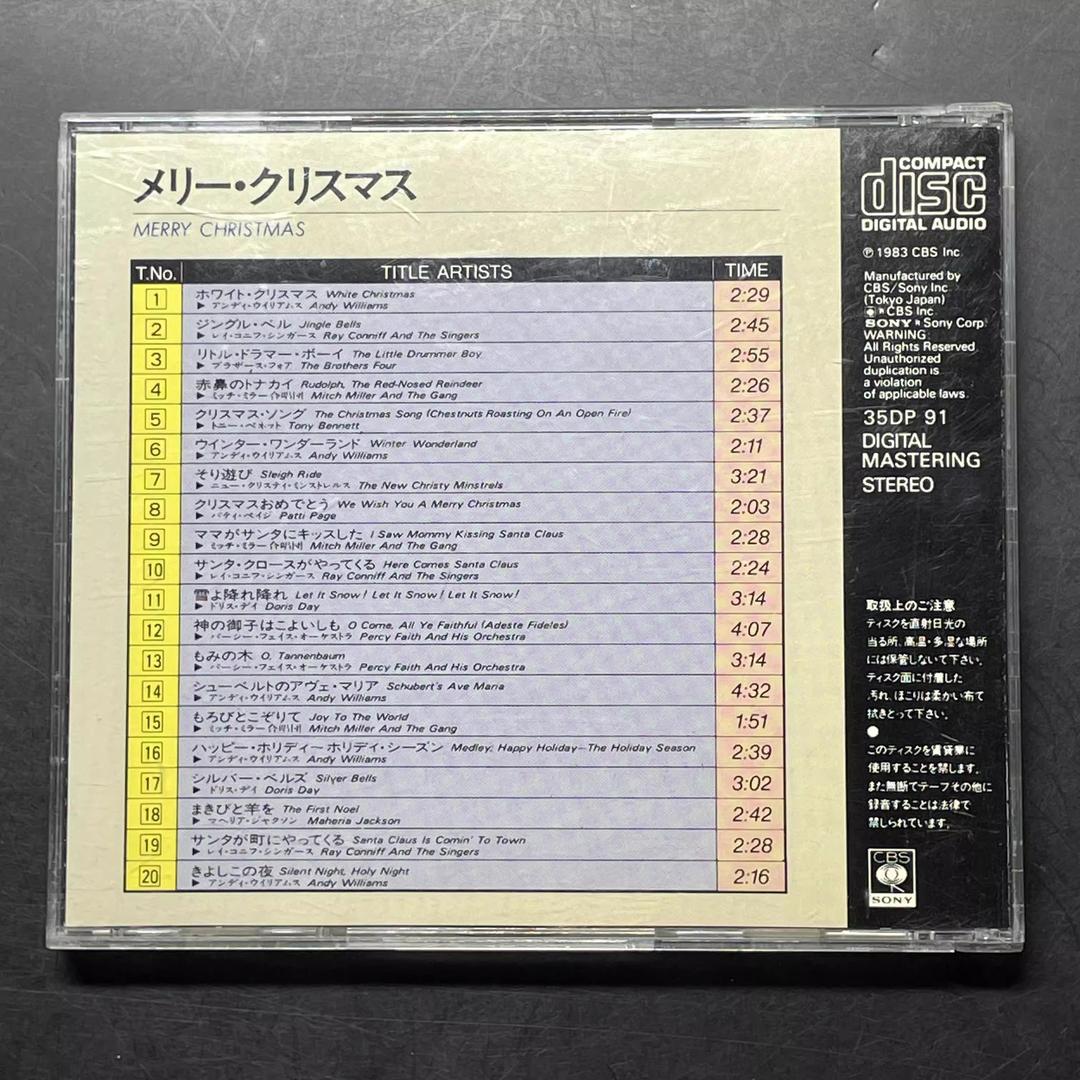 メリー・クリスマス
MERRY CHRISTMAS
T.No. TITLE ARTISTS TIME
1 ホワイト・クリスマス White Christmas 2:29
▶ アンディ・ウイリアムス Andy Williams
2 ジングル・ベル Jingle Bells 2:45
▶ レイ・コニフ・シンガース Ray Conniff And The Singers
3 リトル・ドラマー・ボーイ The Little Drummer Boy 2:55
▶ ブラザース・フォア The Brothers Four
4 赤鼻のトナカイ Rudolph, The Red-Nosed Reindeer 2:26
▶ ミッチ・ミラー合唱団 Mitch Miller And The Gang
5 クリスマス・ソング The Christmas Song (Chestnuts Roasting On An Open Fire) 2:37
▶ トニー・ベネット Tony Bennett
6 ウインター・ワンダーランド Winter Wonderland 2:11
▶ アンディ・ウイリアムス Andy Williams
7 そり遊び Sleigh Ride 3:21
▶ ニュー・クリスティ・ミンストレルス The New Christy Minstrels
8 クリスマスおめでとう We Wish You A Merry Christmas 2:03
▶ パティ・ペイジ Patti Page
9 ママがサンタにキッスした I Saw Mommy Kissing Santa Claus 2:28
▶ ミッチ・ミラー合唱団 Mitch Miller And The Gang
10 サンタ・クロースがやってくる Here Comes Santa Claus 2:24
▶ レイ・コニフ・シンガース Ray Conniff And The Singers
11 雪よ降れ降れ Let It Snow! Let It Snow! Let It Snow! 3:14
▶ ドリス・デイ Doris Day
12 神の御子はこよいしも O Come, All Ye Faithful (Adeste Fideles) 4:07
▶ パーシー・フェイス・オーケストラ Percy Faith And His Orchestra
13 もみの木 O, Tannenbaum 3:14
▶ パーシー・フェイス・オーケストラ Percy Faith And His Orchestra
14 シューベルトのアヴェ・マリア Schubert's Ave Maria 4:32
▶ アンディ・ウイリアムス Andy Williams
15 もろびとこぞりて Joy To The World 1:51
▶ ミッチ・ミラー合唱団 Mitch Miller And The Gang
16 ハッピー・ホリディ〜ホリデイ・シーズン Medley, Happy Holiday—The Holiday Season 2:39
▶ アンディ・ウイリアムス Andy Williams
17 シルバー・ベルズ Silver Bells 3:02
▶ ドリス・デイ Doris Day
18 まきびと羊を The First Noel 2:42
▶ マヘリア・ジャクソン Maheria Jackson
19 サンタが町にやってくる Santa Claus Is Comin' To Town 2:28
▶ レイ・コニフ・シンガース Ray Conniff And The Singers
20 きよしこの夜 Silent Night, Holy Night 2:16
▶ アンディ・ウイリアムス Andy Williams
COMPACT
disc
DIGITAL AUDIO
℗ 1983 CBS Inc.
Manufactured by
CBS/Sony Inc.
(Tokyo Japan)
® CBS Inc.
SONY ® Sony Corp.
WARNING:
All Rights Reserved.
Unauthorized
duplication is
a violation
of applicable laws.
35DP 91
DIGITAL
MASTERING
STEREO
取扱上のご注意
ディスクを直射日光の
当る所、高温・多湿な場所
には保管しないで下さい。
ディスク面に付着した
汚れ、ほこりは柔かい布で
拭きとって下さい。
●
このディスクを賃貸業に
使用することを禁します。
また無断でテープその他に
録音することは法律で
禁じられています。
CBS
SONY